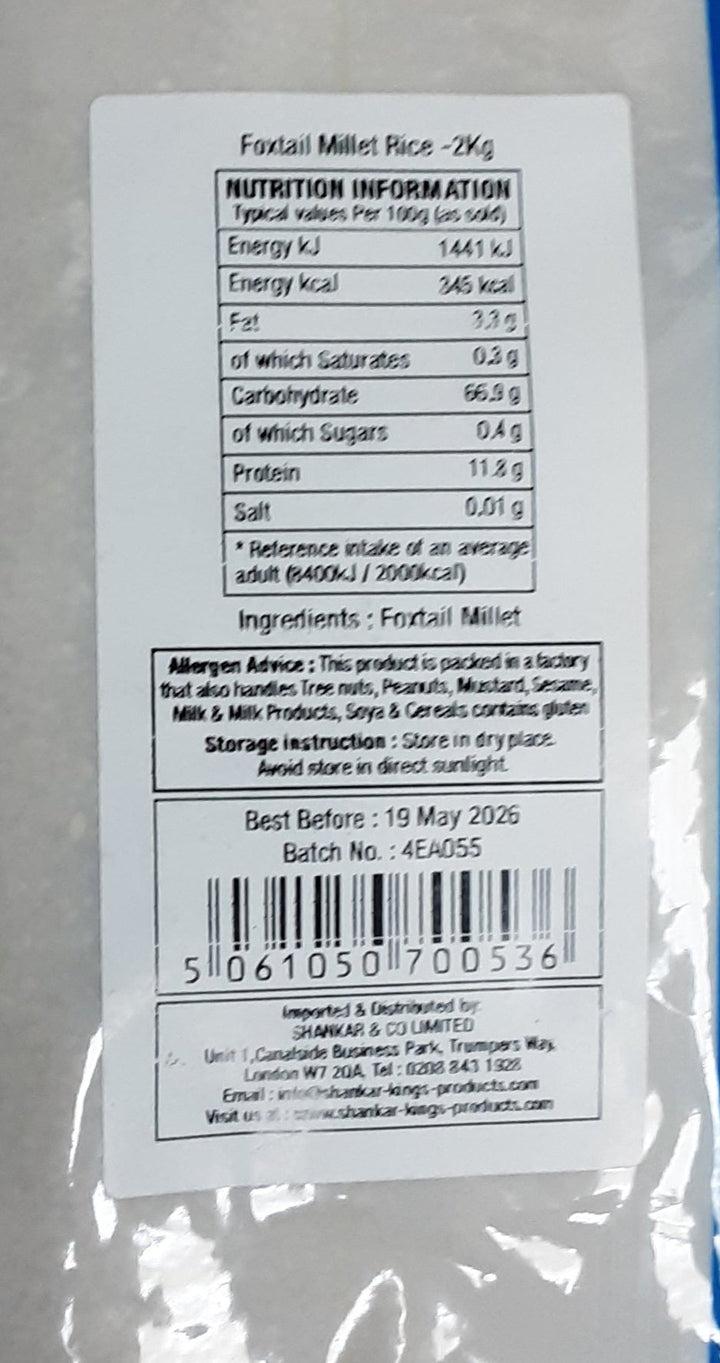 Foxtail Millet Rice -2Kg
NUTRITION INFORMATION
Typical values Per 100g (as sold)
Energy kJ 1441 kJ
Energy kcal 345 kcal
Fat 3.3 g
of which Saturates 0.3 g
Carbohydrate 66.9 g
of which Sugars 0.4 g
Protein 11.8 g
Salt 0.01 g
* Reference intake of an average
adult (8400kJ / 2000kcal)
Ingredients : Foxtail Millet
Allergen Advice : This product is packed in a factory
that also handles Tree nuts, Peanuts, Mustard, Sesame,
Milk & Milk Products, Soya & Cereals contains gluten
Storage instruction : Store in dry place.
Avoid store in direct sunlight.
Best Before : 19 May 2026
Batch No. : 4EA055
5 061050 700536
Imported & Distributed by:
SHANKAR & CO LIMITED
Unit 1, Canalside Business Park, Trumpers Way,
London W7 2QA. Tel : 0208 843 1928
Email : info@shankar-kings-products.com
Visit us www.shankar-kings-products.com